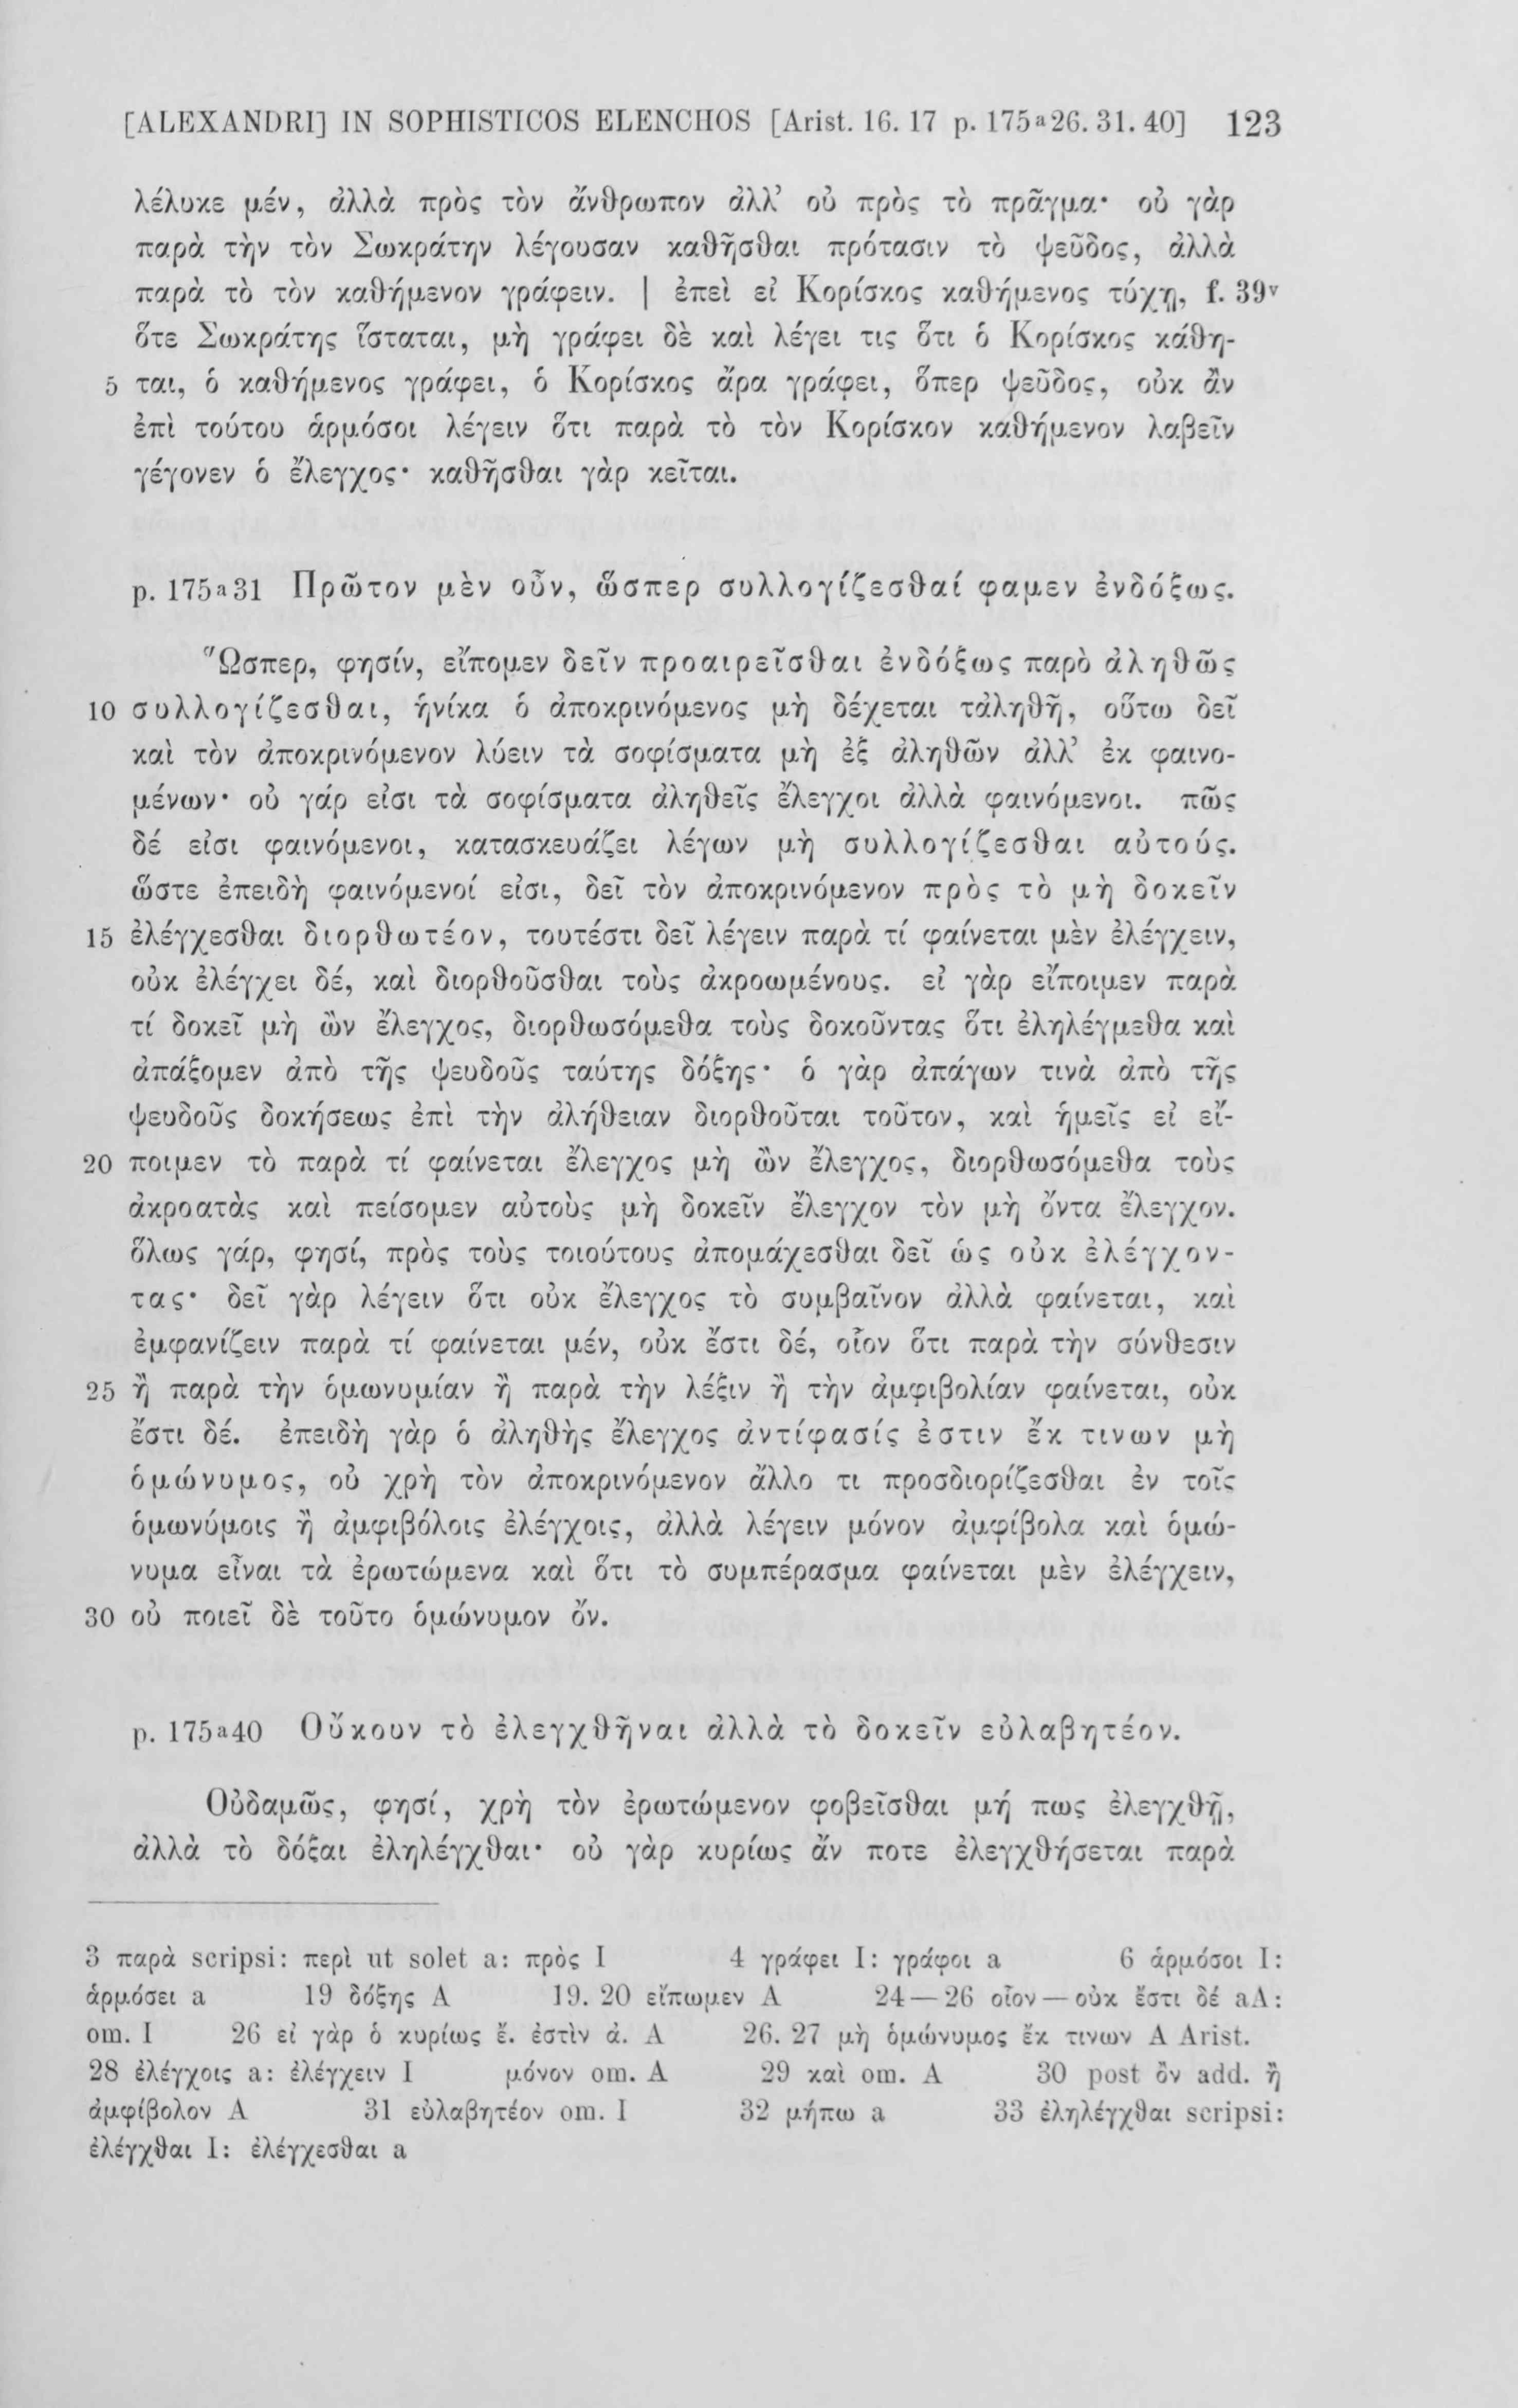 [ALEXANDRI] IN SOPHISTICOS ELENCHOS [Arist. 16. 17 p. 175a26. 31. 40] 123
λέλυκε μέν, ἀλλὰ πρὸς τὸν ἄνθρωπον ἀλλ’ οὐ πρὸς τὸ πρᾶγμα· οὐ γὰρ
παρὰ τὴν τὸν Σωκράτην λέγουσαν καθῆσθαι πρότασιν τὸ ψεῦδος, ἀλλὰ
παρὰ τὸ τὸν καθήμενον γράφειν. | ἐπεὶ εἰ Κορίσκος καθήμενος τύχῃ, f. 39v
ὅτε Σωκράτης ἵσταται, μὴ γράφει δὲ καὶ λέγει τις ὅτι ὁ Κορίσκος κάθη-
5 ται, ὁ καθήμενος γράφει, ὁ Κορίσκος ἄρα γράφει, ὅπερ ψεῦδος, οὐκ ἂν
ἐπὶ τούτου ἁρμόσοι λέγειν ὅτι παρὰ τὸ τὸν Κορίσκον καθήμενον λαβεῖν
γέγονεν ὁ ἔλεγχος· καθῆσθαι γὰρ κεῖται.
p. 175a31 Πρῶτον μὲν οὖν, ὥσπερ συλλογίζεσθαί φαμεν ἐνδόξως.
Ὥσπερ, φησίν, εἴπομεν δεῖν προαιρεῖσθαι ἐνδόξως παρὸ ἀληθῶς
10 συλλογίζεσθαι, ἡνίκα ὁ ἀποκρινόμενος μὴ δέχεται τἀληθῆ, οὕτω δεῖ
καὶ τὸν ἀποκρινόμενον λύειν τὰ σοφίσματα μὴ ἐξ ἀληθῶν ἀλλ’ ἐκ φαινο-
μένων· οὐ γάρ εἰσι τὰ σοφίσματα ἀληθεῖς ἔλεγχοι ἀλλὰ φαινόμενοι. πῶς
δέ εἰσι φαινόμενοι, κατασκευάζει λέγων μὴ συλλογίζεσθαι αὐτούς.
ὥστε ἐπειδὴ φαινόμενοί εἰσι, δεῖ τὸν ἀποκρινόμενον πρὸς τὸ μὴ δοκεῖν
15 ἐλέγχεσθαι διορθωτέον, τουτέστι δεῖ λέγειν παρὰ τί φαίνεται μὲν ἐλέγχειν,
οὐκ ἐλέγχει δέ, καὶ διορθοῦσθαι τοὺς ἀκροωμένους. εἰ γὰρ εἴποιμεν παρὰ
τί δοκεῖ μὴ ὢν ἔλεγχος, διορθωσόμεθα τοὺς δοκοῦντας ὅτι ἐληλέγμεθα καὶ
ἀπάξομεν ἀπὸ τῆς ψευδοῦς ταύτης δόξης· ὁ γὰρ ἀπάγων τινὰ ἀπὸ τῆς
ψευδοῦς δοκήσεως ἐπὶ τὴν ἀλήθειαν διορθοῦται τοῦτον, καὶ ἡμεῖς εἰ εἴ-
20 ποιμεν τὸ παρὰ τί φαίνεται ἔλεγχος μὴ ὢν ἔλεγχος, διορθωσόμεθα τοὺς
ἀκροατὰς καὶ πείσομεν αὐτοὺς μὴ δοκεῖν ἔλεγχον τὸν μὴ ὄντα ἔλεγχον.
ὅλως γάρ, φησί, πρὸς τοὺς τοιούτους ἀπομάχεσθαι δεῖ ὡς οὐκ ἐλέγχον-
τας· δεῖ γὰρ λέγειν ὅτι οὐκ ἔλεγχος τὸ συμβαῖνον ἀλλὰ φαίνεται, καὶ
ἐμφανίζειν παρὰ τί φαίνεται μέν, οὐκ ἔστι δέ, οἷον ὅτι παρὰ τὴν σύνθεσιν
25 ἢ παρὰ τὴν ὁμωνυμίαν ἢ παρὰ τὴν λέξιν ἢ τὴν ἀμφιβολίαν φαίνεται, οὐκ
ἔστι δέ. ἐπειδὴ γὰρ ὁ ἀληθὴς ἔλεγχος ἀντίφασίς ἐστιν ἔκ τινων μὴ
ὁμώνυμος, οὐ χρὴ τὸν ἀποκρινόμενον ἄλλο τι προσδιορίζεσθαι ἐν τοῖς
ὁμωνύμοις ἢ ἀμφιβόλοις ἐλέγχοις, ἀλλὰ λέγειν μόνον ἀμφίβολα καὶ ὁμώ-
νυμα εἶναι τὰ ἐρωτώμενα καὶ ὅτι τὸ συμπέρασμα φαίνεται μὲν ἐλέγχειν,
30 οὐ ποιεῖ δὲ τοῦτο ὁμώνυμον ὄν.
p. 175a40 Οὔκουν τὸ ἐλεγχθῆναι ἀλλὰ τὸ δοκεῖν εὐλαβητέον.
Οὐδαμῶς, φησί, χρὴ τὸν ἐρωτώμενον φοβεῖσθαι μή πως ἐλεγχθῇ,
ἀλλὰ τὸ δόξαι ἐληλέγχθαι· οὐ γὰρ κυρίως ἄν ποτε ἐλεγχθήσεται παρὰ
3 παρὰ scripsi: περὶ ut solet a: πρὸς I 4 γράφει I: γράφοι a 6 ἁρμόσοι I:
ἁρμόσει a 19 δόξης A 19. 20 εἴπωμεν A 24—26 οἷον—οὐκ ἔστι δέ aA:
om. I 26 εἰ γὰρ ὁ κυρίως ἔ. ἐστὶν ἀ. A 26. 27 μὴ ὁμώνυμος ἔκ τινων A Arist.
28 ἐλέγχοις a: ἐλέγχειν I μόνον om. A 29 καὶ om. A 30 post ὄν add. ἢ
ἀμφίβολον A 31 εὐλαβητέον om. I 32 μήπω a 33 ἐληλέγχθαι scripsi:
ἐλέγχθαι I: ἐλέγχεσθαι a